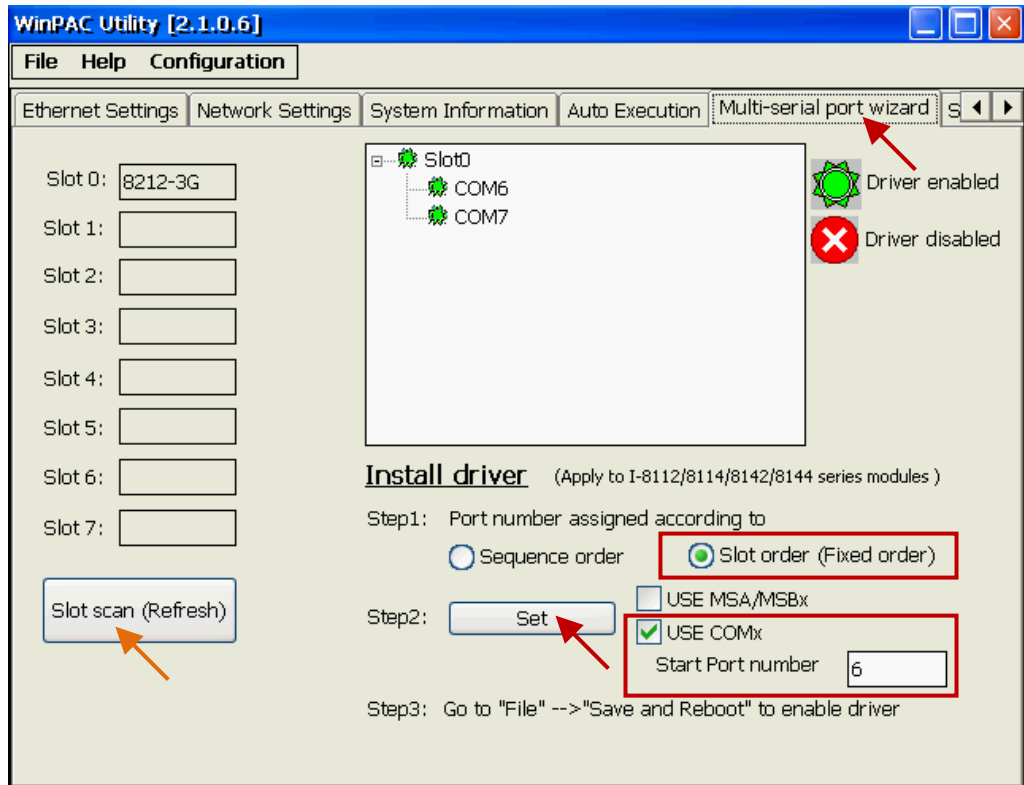 WinPAC Utility [2.1.0.6]
File Help Configuration
Ethernet Settings Network Settings System Information Auto Execution Multi-serial port wizard S
Slot 0: 8212-3G
Slot 1:
Slot 2:
Slot 3:
Slot 4:
Slot 5:
Slot 6:
Slot 7:
Slot scan (Refresh)
Slot0
COM6
COM7
Driver enabled
Driver disabled
Install driver (Apply to I-8112/8114/8142/8144 series modules )
Step1: Port number assigned according to
Sequence order Slot order (Fixed order)
Step2: Set
USE MSA/MSBx
USE COMx
Start Port number 6
Step3: Go to "File" -->"Save and Reboot" to enable driver